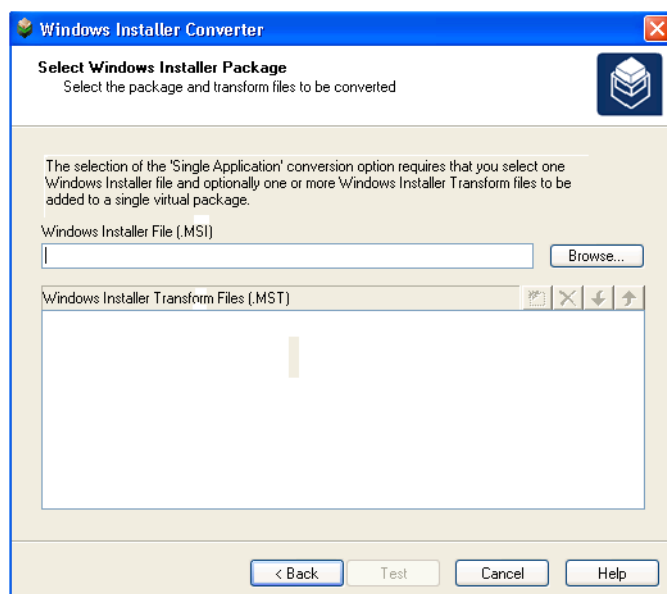 Windows Installer Converter
Select Windows Installer Package
Select the package and transform files to be converted
The selection of the 'Single Application' conversion option requires that you select one
Windows Installer file and optionally one or more Windows Installer Transform files to be
added to a single virtual package.
Windows Installer File (.MSI)
Browse...
Windows Installer Transform Files (.MST)
< Back
Test
Cancel
Help